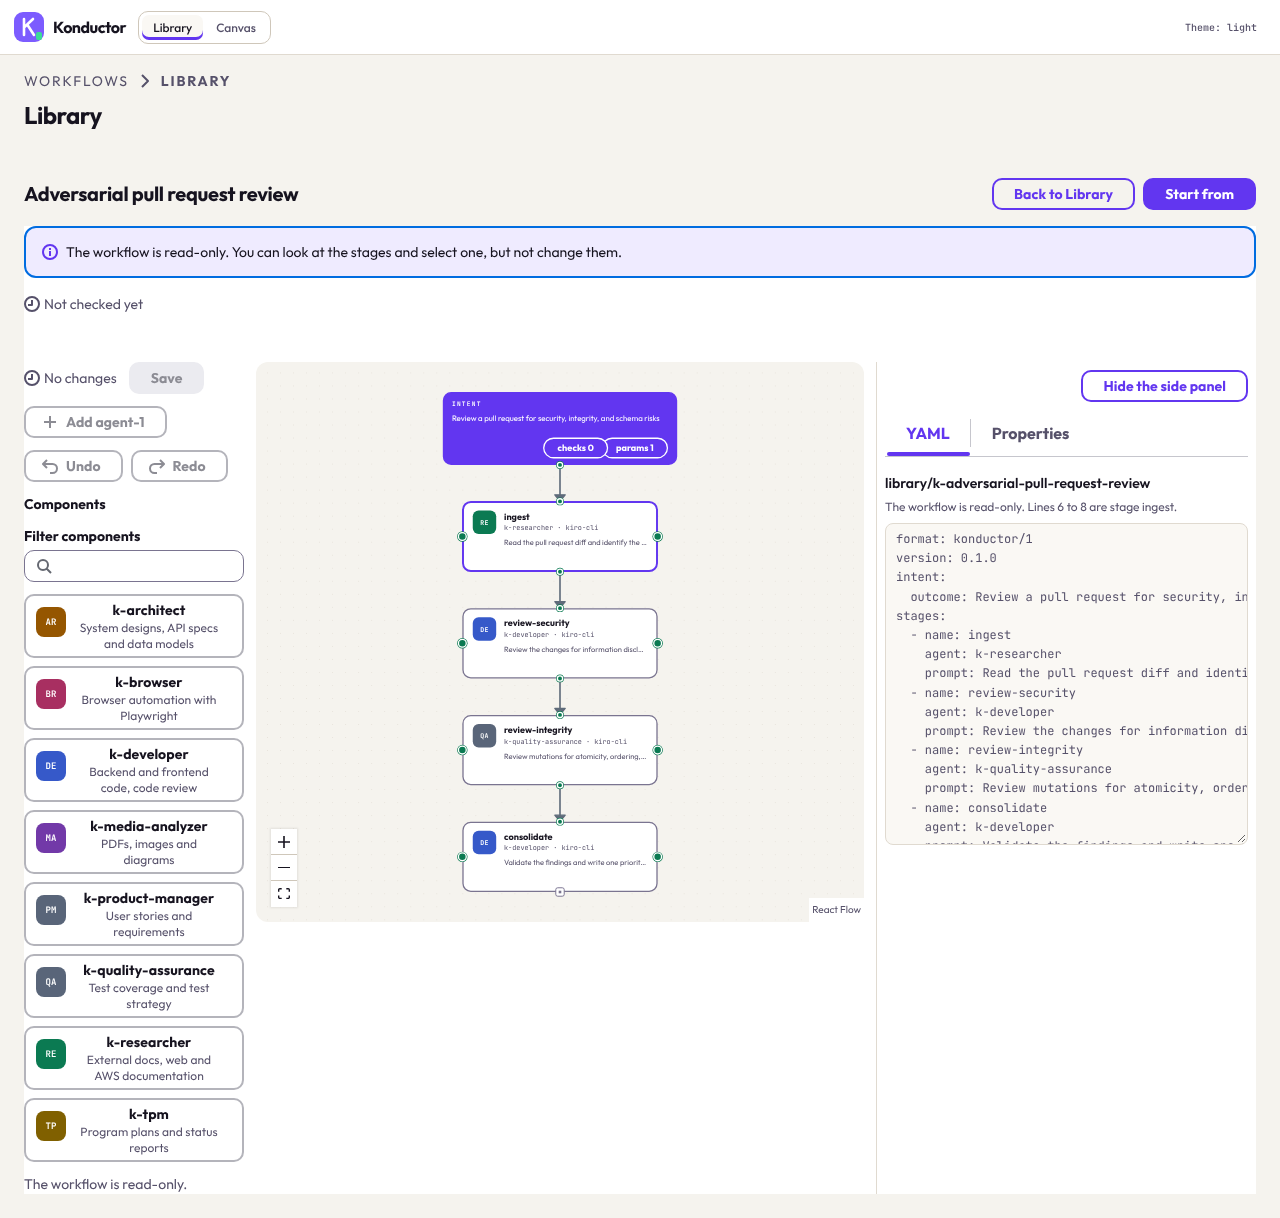 Konductor
Library
Canvas
Theme: light
WORKFLOWS
LIBRARY
Library
Adversarial pull request review
Back to Library
Start from
The workflow is read-only. You can look at the stages and select one, but not change them.
Not checked yet
No changes
Save
Add agent-1
Undo
Redo
Components
Filter components
AR
k-architect
System designs, API specs
and data models
BR
k-browser
Browser automation with
Playwright
DE
k-developer
Backend and frontend
code, code review
MA
k-media-analyzer
PDFs, images and
diagrams
PM
k-product-manager
User stories and
requirements
QA
k-quality-assurance
Test coverage and test
strategy
RE
k-researcher
External docs, web and
AWS documentation
TP
k-tpm
Program plans and status
reports
The workflow is read-only.
INTENT
Review a pull request for security, integrity, and schema risks
checks 0
params 1
RE
ingest
k-researcher · kiro-cli
Read the pull request diff and identify the ...
DE
review-security
k-developer · kiro-cli
Review the changes for information discl...
QA
review-integrity
k-quality-assurance · kiro-cli
Review mutations for atomicity, ordering,...
DE
consolidate
k-developer · kiro-cli
Validate the findings and write one priorit...
React Flow
Hide the side panel
YAML
Properties
library/k-adversarial-pull-request-review
The workflow is read-only. Lines 6 to 8 are stage ingest.
format: konductor/1
version: 0.1.0
intent:
  outcome: Review a pull request for security, in
stages:
  - name: ingest
    agent: k-researcher
    prompt: Read the pull request diff and identi
  - name: review-security
    agent: k-developer
    prompt: Review the changes for information di
  - name: review-integrity
    agent: k-quality-assurance
    prompt: Review mutations for atomicity, order
  - name: consolidate
    agent: k-developer
    prompt: Validate the findings and write one